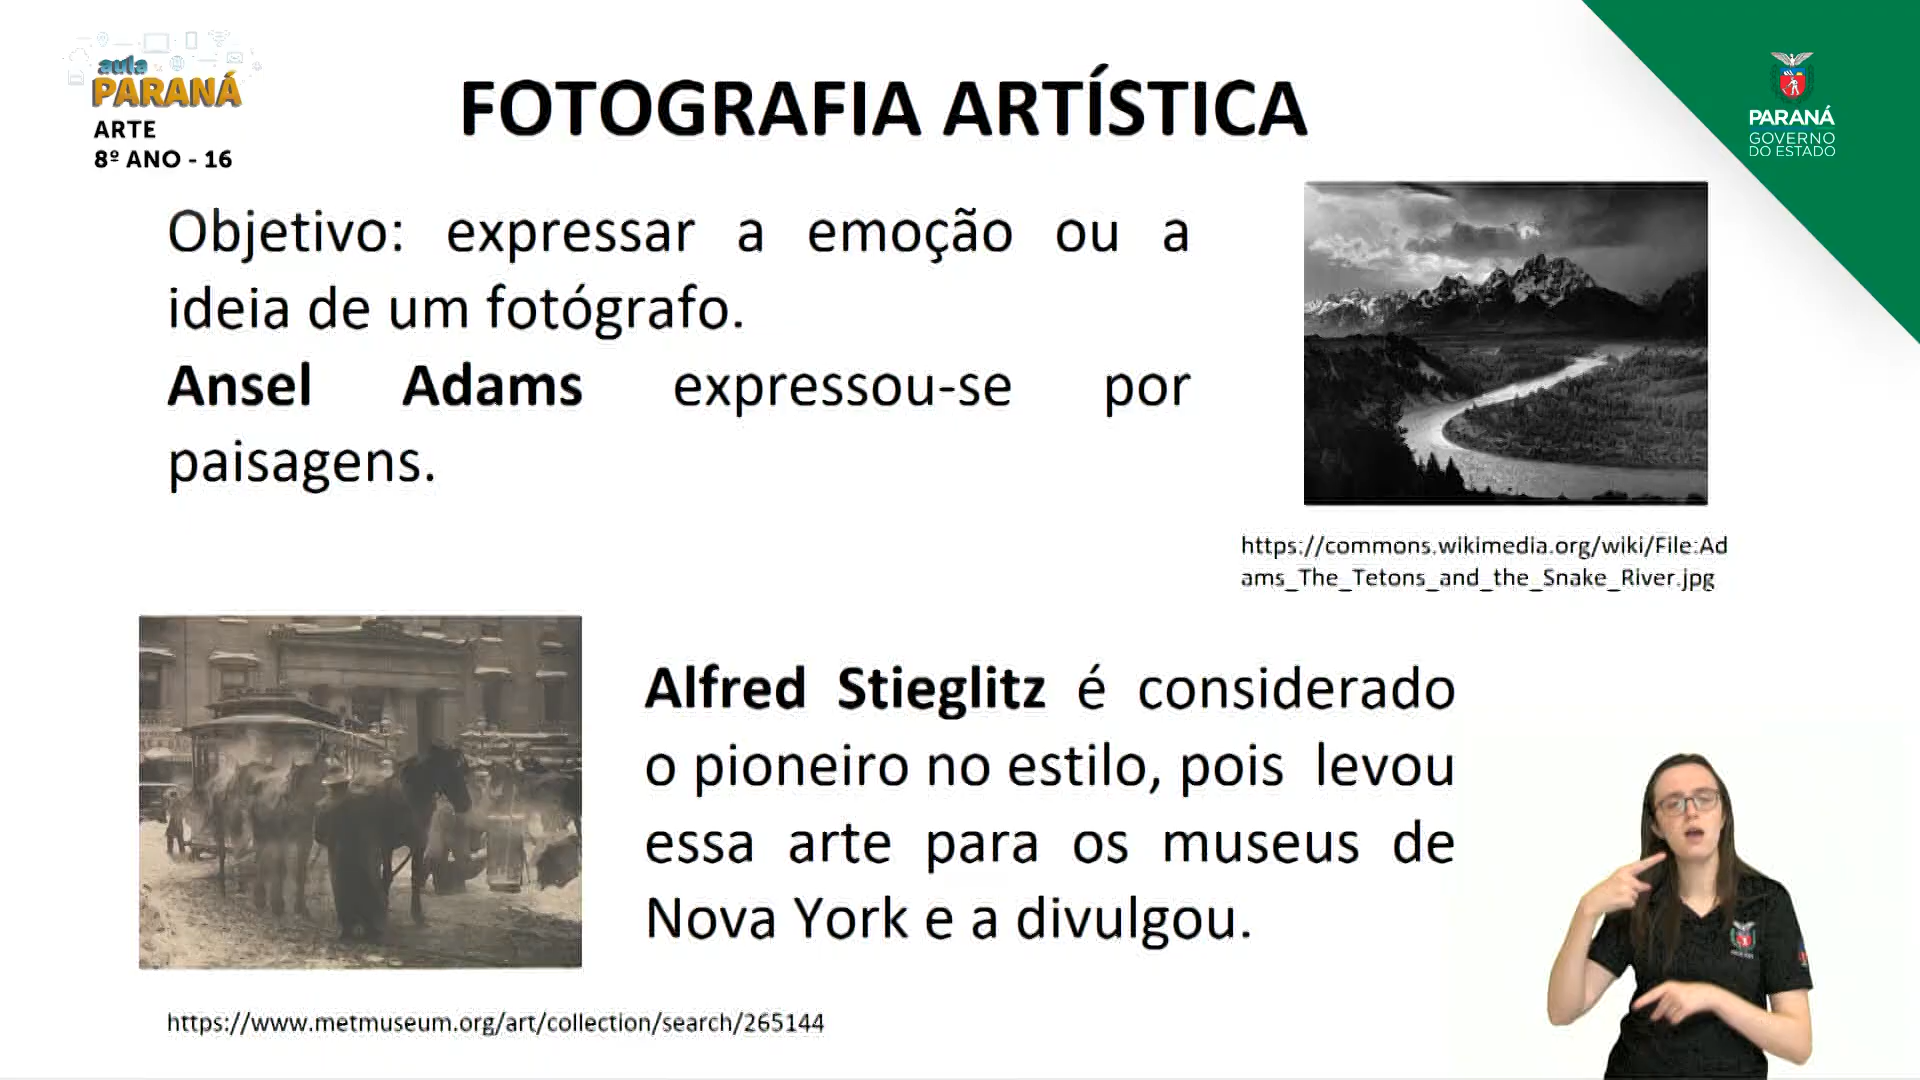 aula
PARANÁ
ARTE
8º ANO - 16
FOTOGRAFIA ARTÍSTICA
PARANÁ
GOVERNO
DO ESTADO
Objetivo: expressar a emoção ou a
ideia de um fotógrafo.
Ansel Adams expressou-se por
paisagens.
https://commons.wikimedia.org/wiki/File:Ad
ams_The_Tetons_and_the_Snake_River.jpg
Alfred Stieglitz é considerado
o pioneiro no estilo, pois levou
essa arte para os museus de
Nova York e a divulgou.
https://www.metmuseum.org/art/collection/search/265144